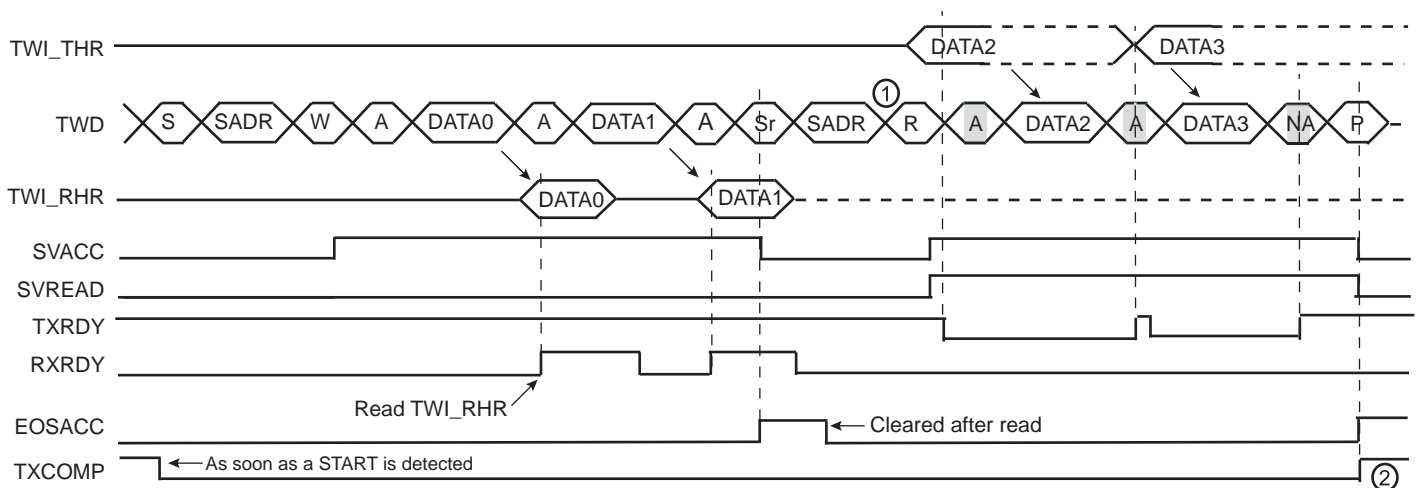 TWI_THR DATA2 DATA3
①
TWD S SADR W A DATA0 A DATA1 A Sr SADR R A DATA2 A DATA3 NA P
TWI_RHR DATA0 DATA1
SVACC
SVREAD
TXRDY
RXRDY
Read TWI_RHR
EOSACC Cleared after read
TXCOMP As soon as a START is detected ②